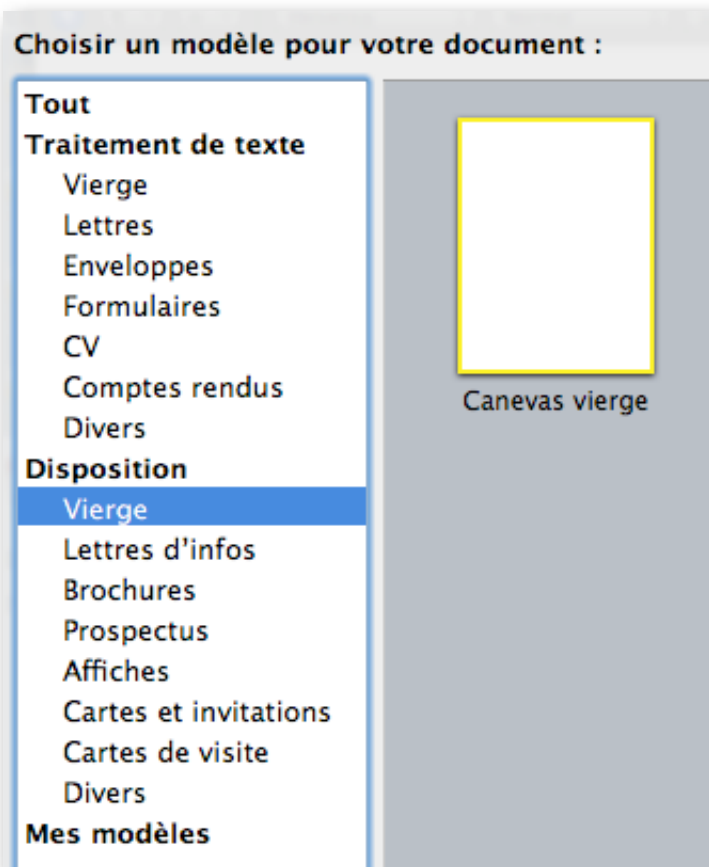 Choisir un modèle pour votre document :
Tout
Traitement de texte
Vierge
Lettres
Enveloppes
Formulaires
CV
Comptes rendus
Divers
Disposition
Vierge
Lettres d’infos
Brochures
Prospectus
Affiches
Cartes et invitations
Cartes de visite
Divers
Mes modèles
Canevas vierge